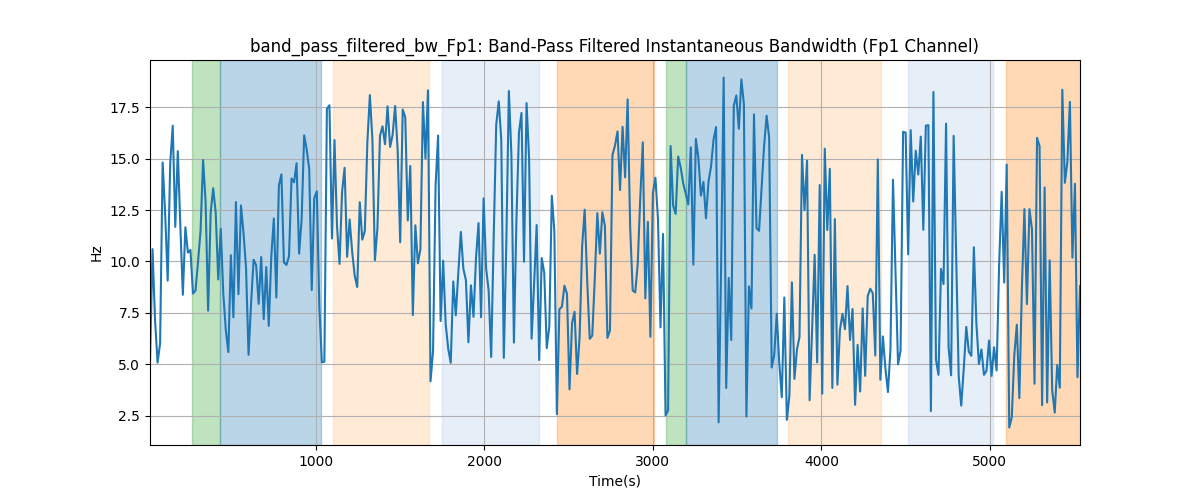 band_pass_filtered_bw_Fp1: Band-Pass Filtered Instantaneous Bandwidth (Fp1 Channel)
17.5
15.0
12.5
10.0
7.5
5.0
2.5
Hz
1000 2000 3000 4000 5000
Time(s)